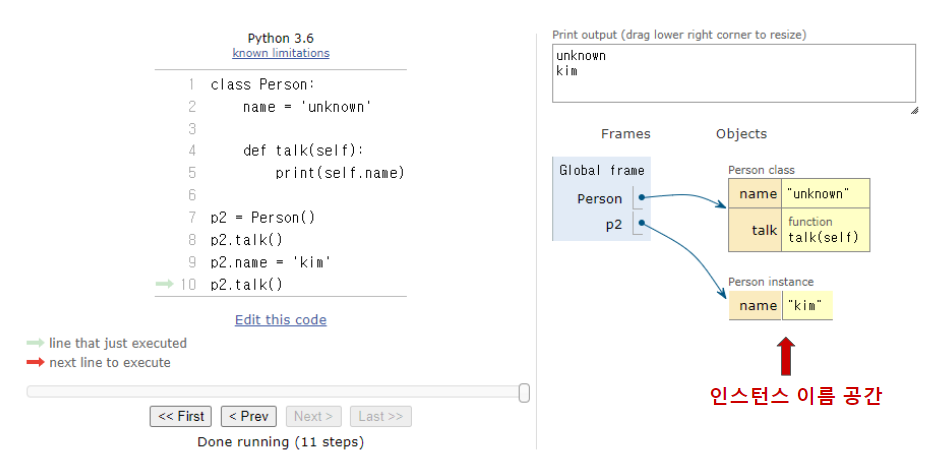 Python 3.6
known limitations
1 class Person:
2 name = 'unknown'
3
4 def talk(self):
5 print(self.name)
6
7 p2 = Person()
8 p2.talk()
9 p2.name = 'kim'
10 p2.talk()
Edit this code
line that just executed
next line to execute
<< First < Prev Next > Last >>
Done running (11 steps)
Print output (drag lower right corner to resize)
unknown
kim
Frames Objects
Global frame
Person
p2
Person class
name "unknown"
talk function
talk(self)
Person instance
name "kim"
인스턴스 이름 공간